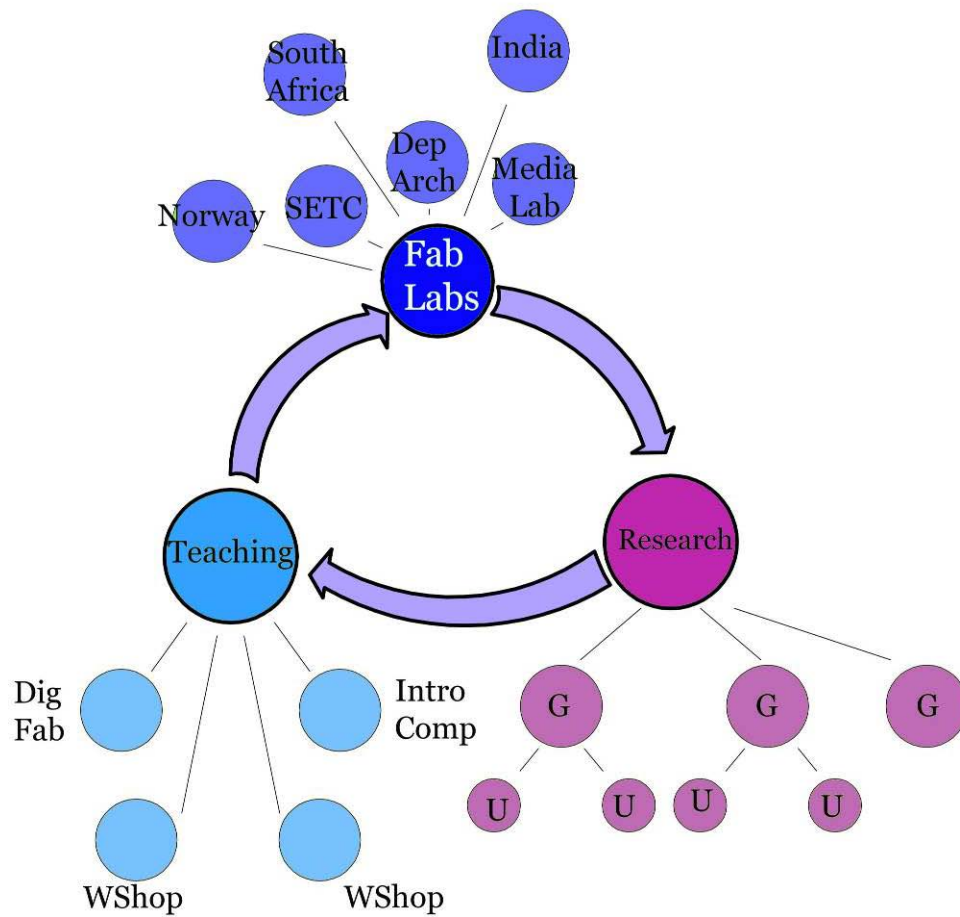 South
Africa
India
Dep
Arch
Media
Lab
Norway
SETC
Fab
Labs
Teaching
Research
Dig
Fab
Intro
Comp
G
G
G
U
U
U
U
WShop
WShop